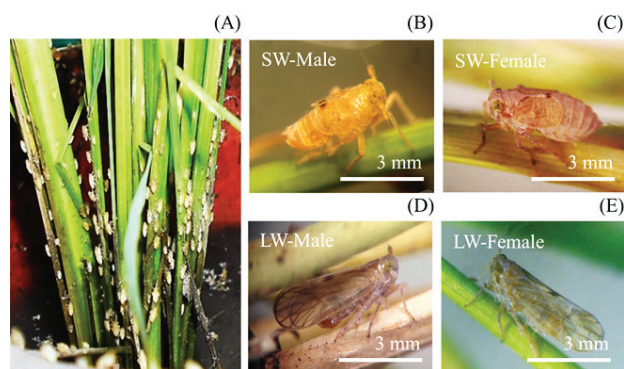 (A)
(B)
(C)
SW-Male
SW-Female
3 mm
3 mm
(D)
(E)
LW-Male
LW-Female
3 mm
3 mm